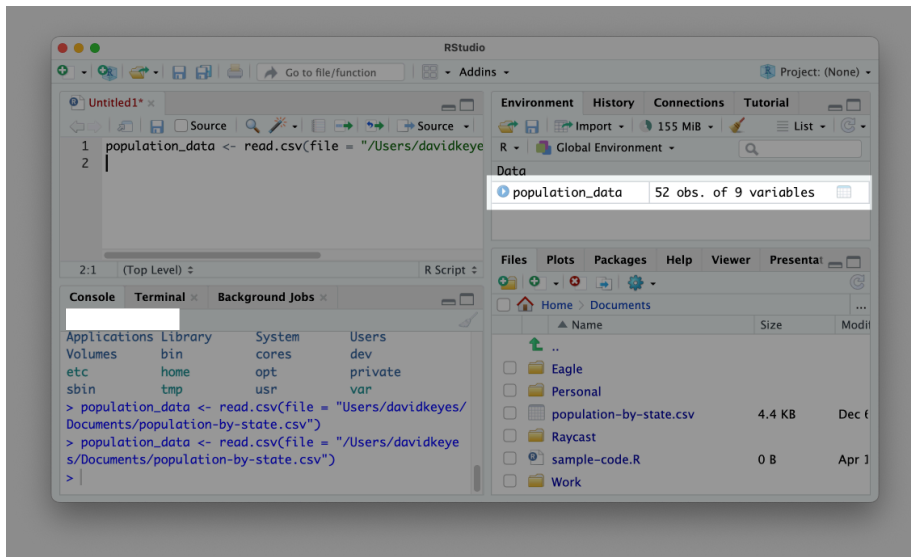 RStudio
Go to file/function
Addins
Project: (None)
Untitled1*
Source
Source
1 population_data <- read.csv(file = "/Users/davidkeye
2
2:1 (Top Level) R Script
Console Terminal Background Jobs
Applications Library System Users
Volumes bin cores dev
etc home opt private
sbin tmp usr var
> population_data <- read.csv(file = "Users/davidkeyes/
Documents/population-by-state.csv")
> population_data <- read.csv(file = "/Users/davidkeye
s/Documents/population-by-state.csv")
>
Environment History Connections Tutorial
Import 155 MiB List
R Global Environment
Data
population_data 52 obs. of 9 variables
Files Plots Packages Help Viewer Presentat
Home > Documents ...
Name Size Modif
..
Eagle
Personal
population-by-state.csv 4.4 KB Dec 6
Raycast
sample-code.R 0 B Apr 1
Work